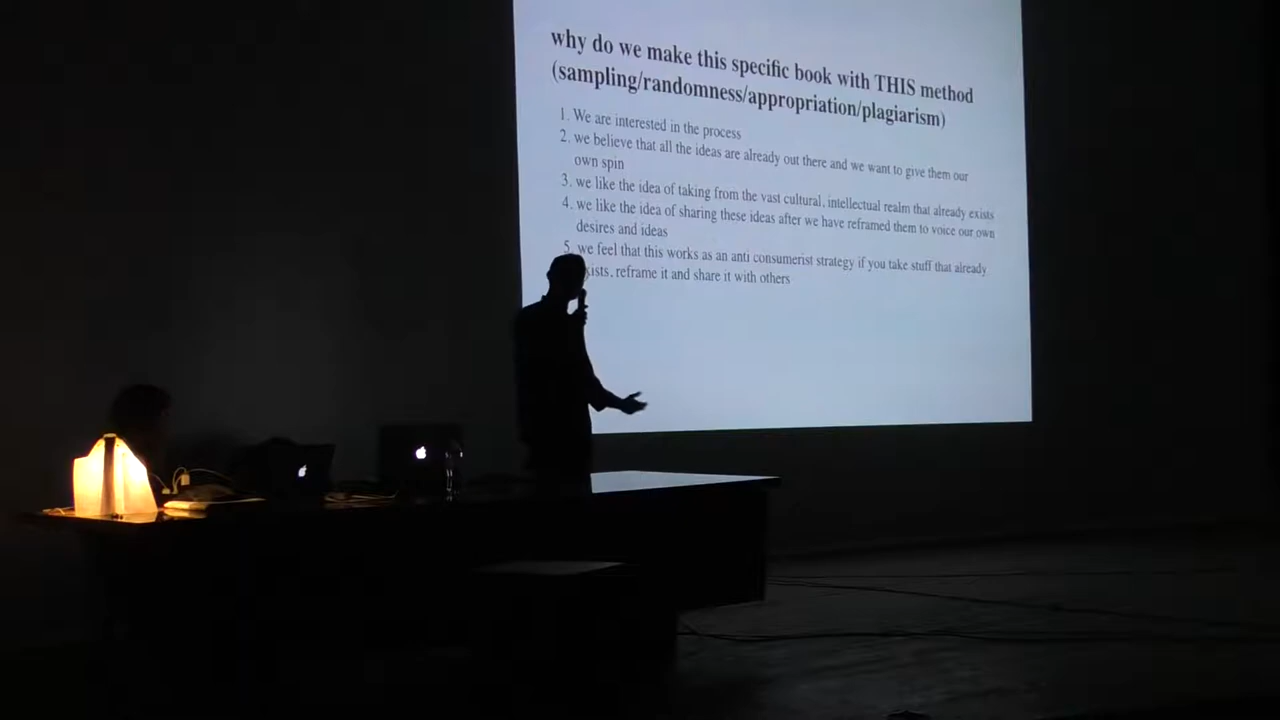 why do we make this specific book with THIS method
(sampling/randomness/appropriation/plagiarism)
1. We are interested in the process
2. we believe that all the ideas are already out there and we want to give them our
own spin
3. we like the idea of taking from the vast cultural, intellectual realm that already exists
4. we like the idea of sharing these ideas after we have reframed them to voice our own
desires and ideas
5. we feel that this works as an anti consumerist strategy if you take stuff that already
xists, reframe it and share it with others